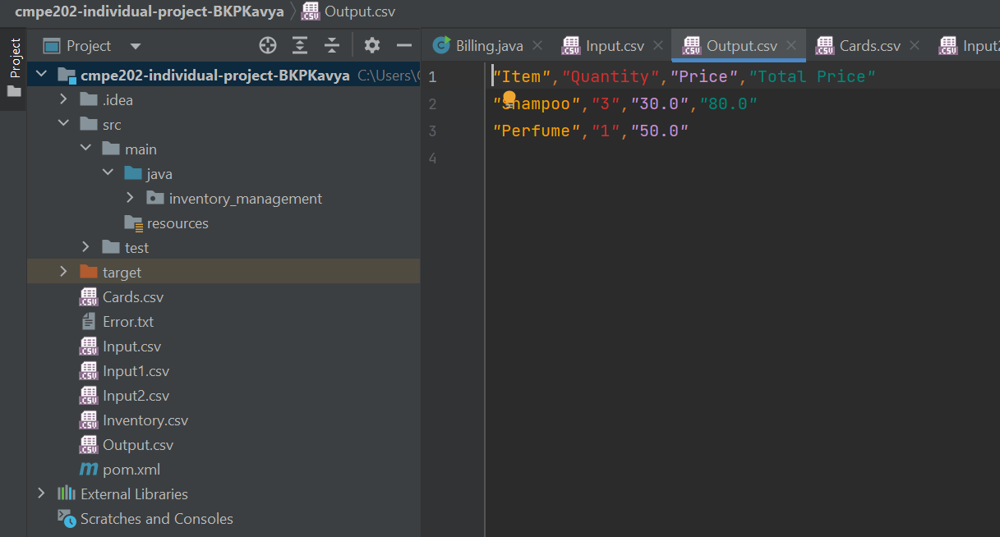 cmpe202-individual-project-BKPKavya
Output.csv
Project
Project
Billing.java
Input.csv
Output.csv
Cards.csv
Input2
cmpe202-individual-project-BKPKavya C:\Users\
.idea
src
main
java
inventory_management
resources
test
target
Cards.csv
Error.txt
Input.csv
Input1.csv
Input2.csv
Inventory.csv
Output.csv
pom.xml
External Libraries
Scratches and Consoles
1 "Item","Quantity","Price","Total Price"
2 "Shampoo","3","30.0","80.0"
3 "Perfume","1","50.0"
4